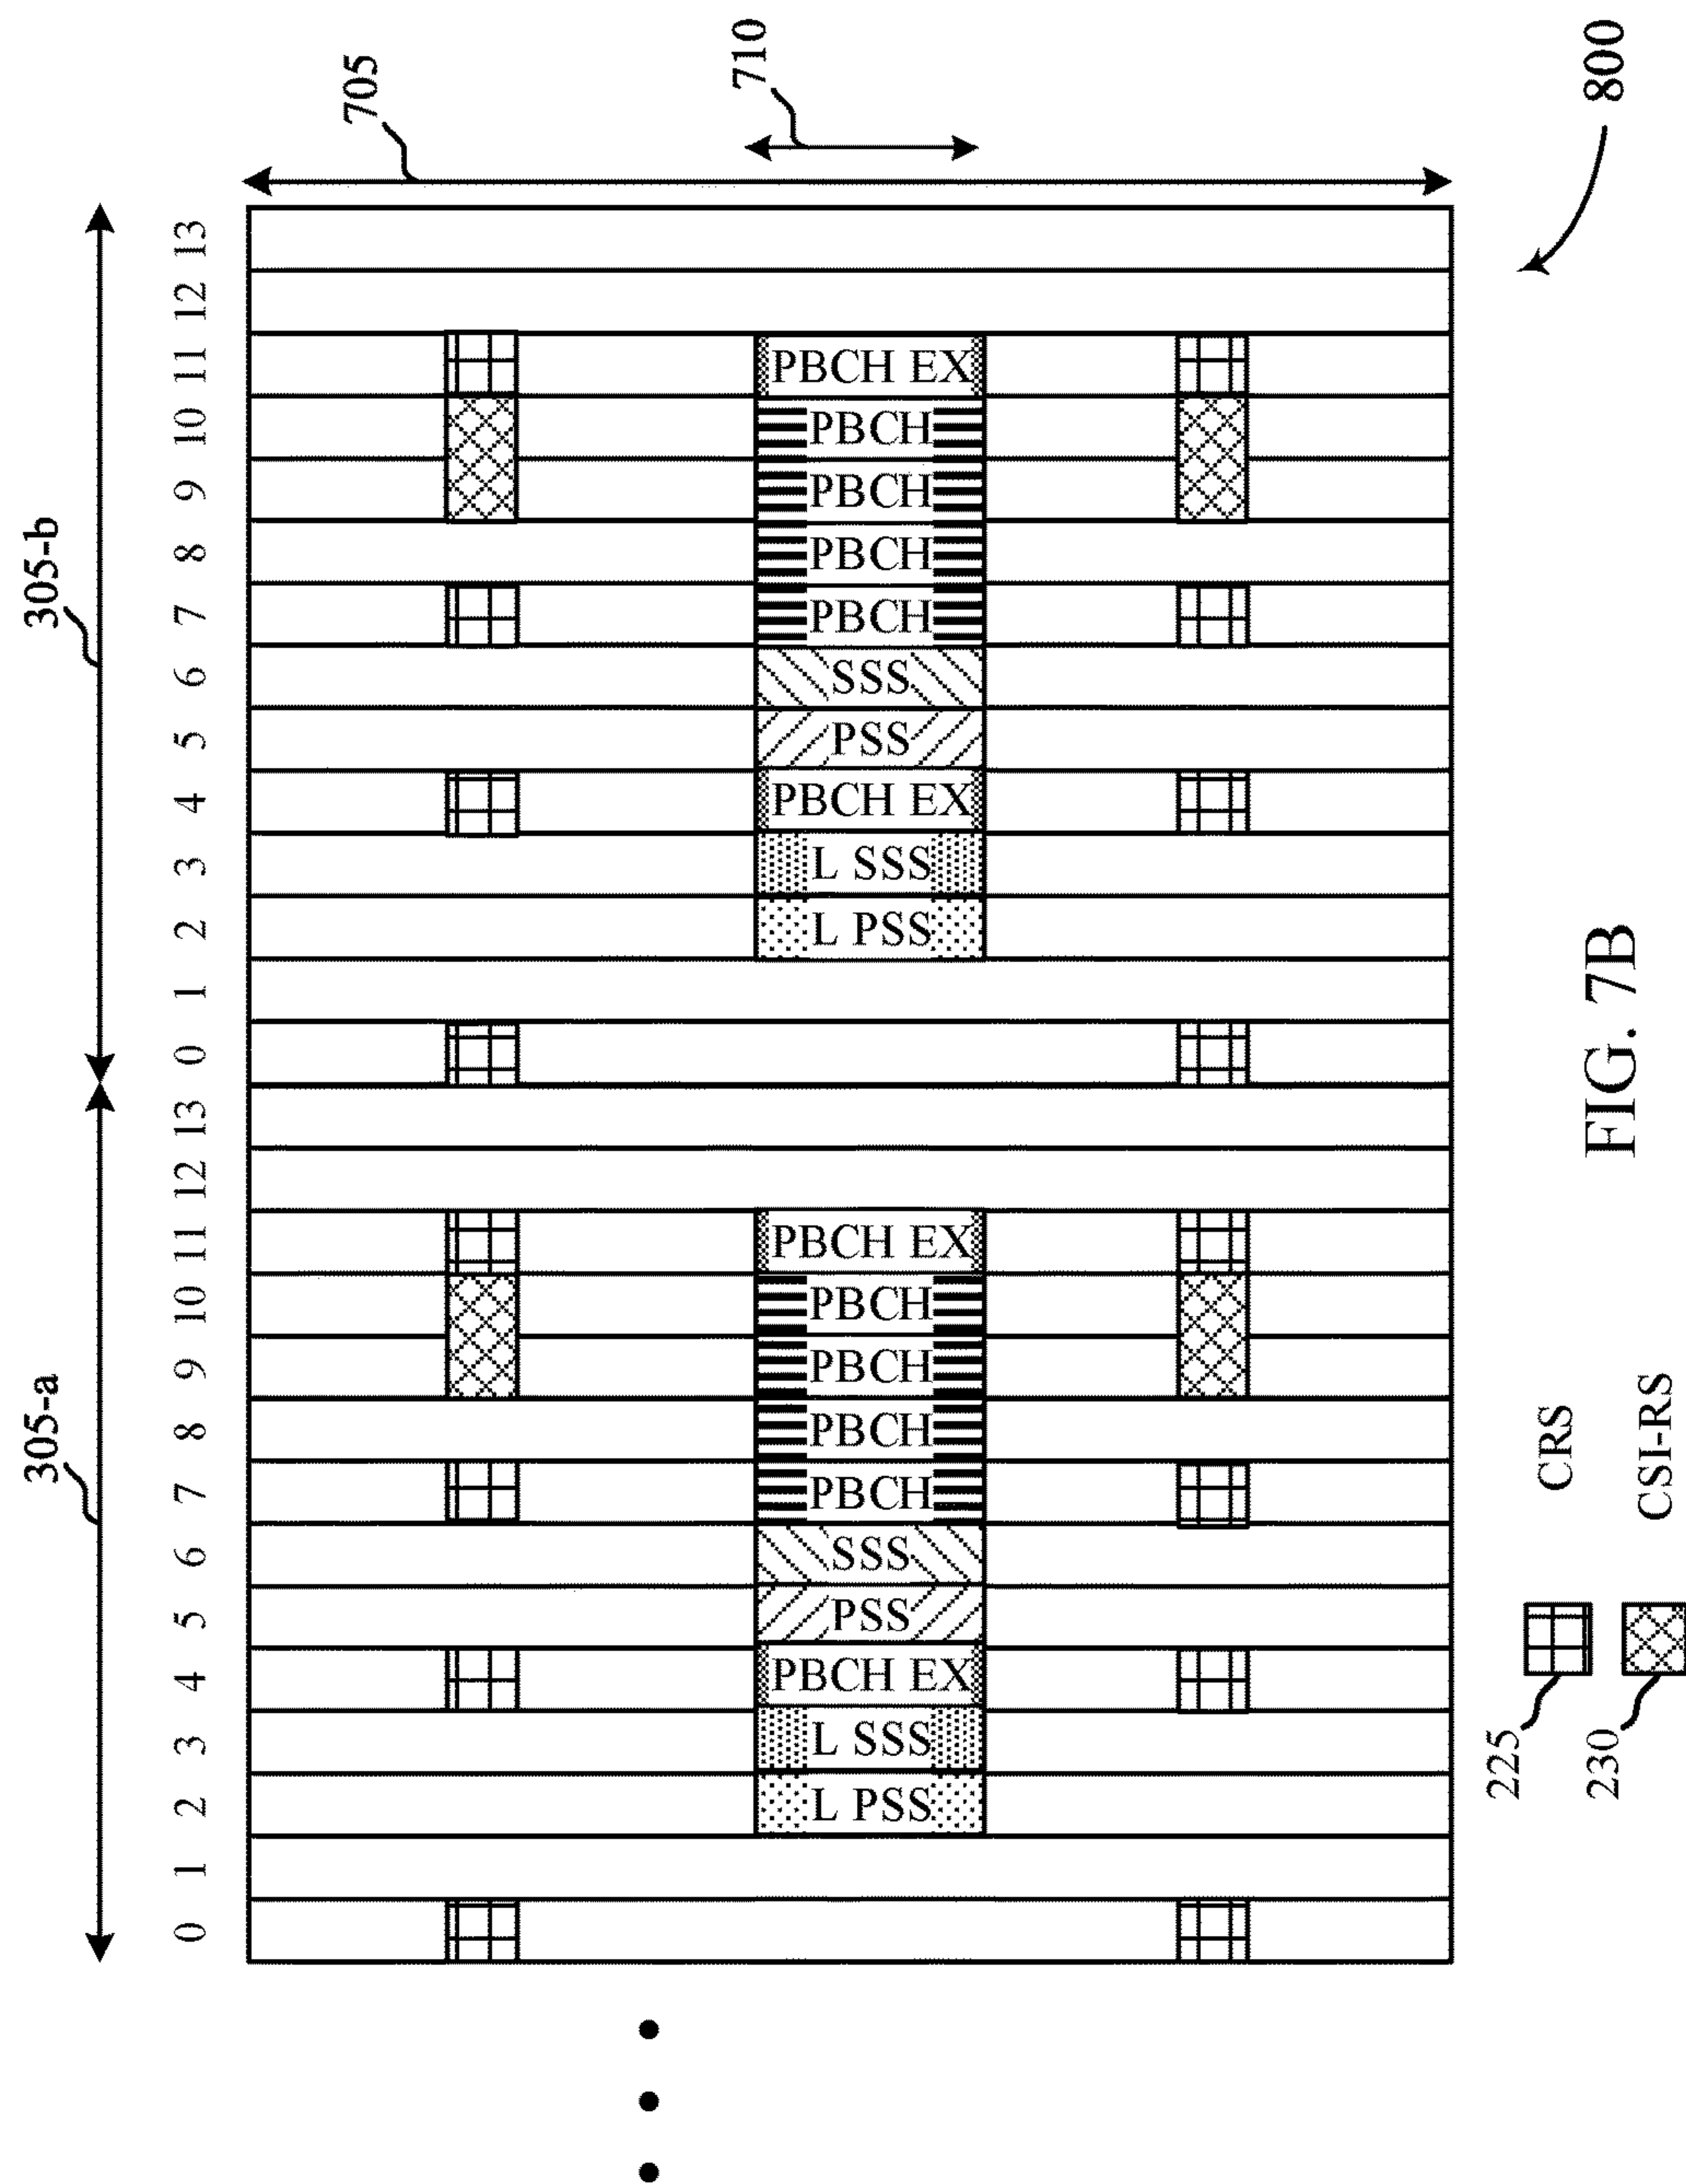 305-a 305-b
0 1 2 3 4 5 6 7 8 9 10 11 12 13 0 1 2 3 4 5 6 7 8 9 10 11 12 13
705
710
L PSS
L SSS
PBCH EX
PSS
SSS
PBCH
PBCH
PBCH
PBCH
PBCH EX
L PSS
L SSS
PBCH EX
PSS
SSS
PBCH
PBCH
PBCH
PBCH
PBCH EX
225 CRS
230 CSI-RS
800
FIG. 7B